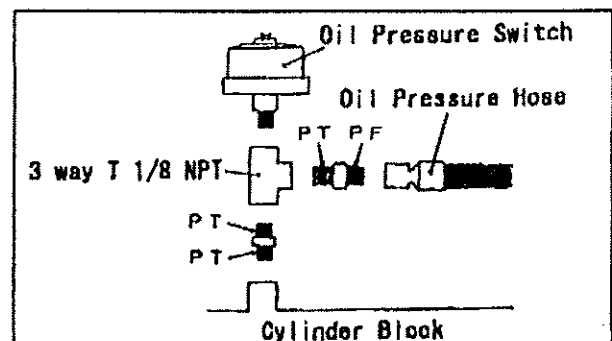 Oil Pressure Switch
Oil Pressure Hose
PT PF
3 way T 1/8 NPT
PT
PT
Cylinder Block